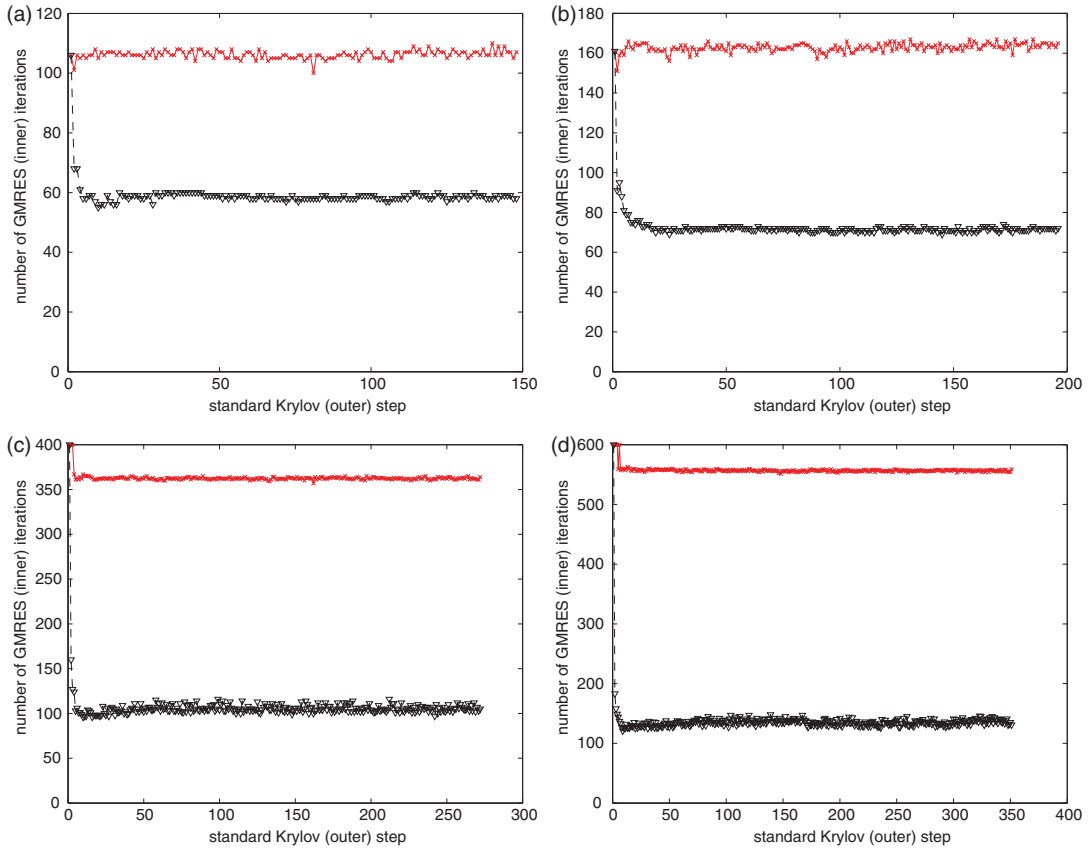 (a)
120
100
80
60
40
20
0
number of GMRES (inner) iterations
0 50 100 150
standard Krylov (outer) step
(b)
180
160
140
120
100
80
60
40
20
0
number of GMRES (inner) iterations
0 50 100 150 200
standard Krylov (outer) step
(c)
400
350
300
250
200
150
100
50
0
number of GMRES (inner) iterations
0 50 100 150 200 250 300
standard Krylov (outer) step
(d)
600
500
400
300
200
100
0
number of GMRES (inner) iterations
0 50 100 150 200 250 300 350 400
standard Krylov (outer) step